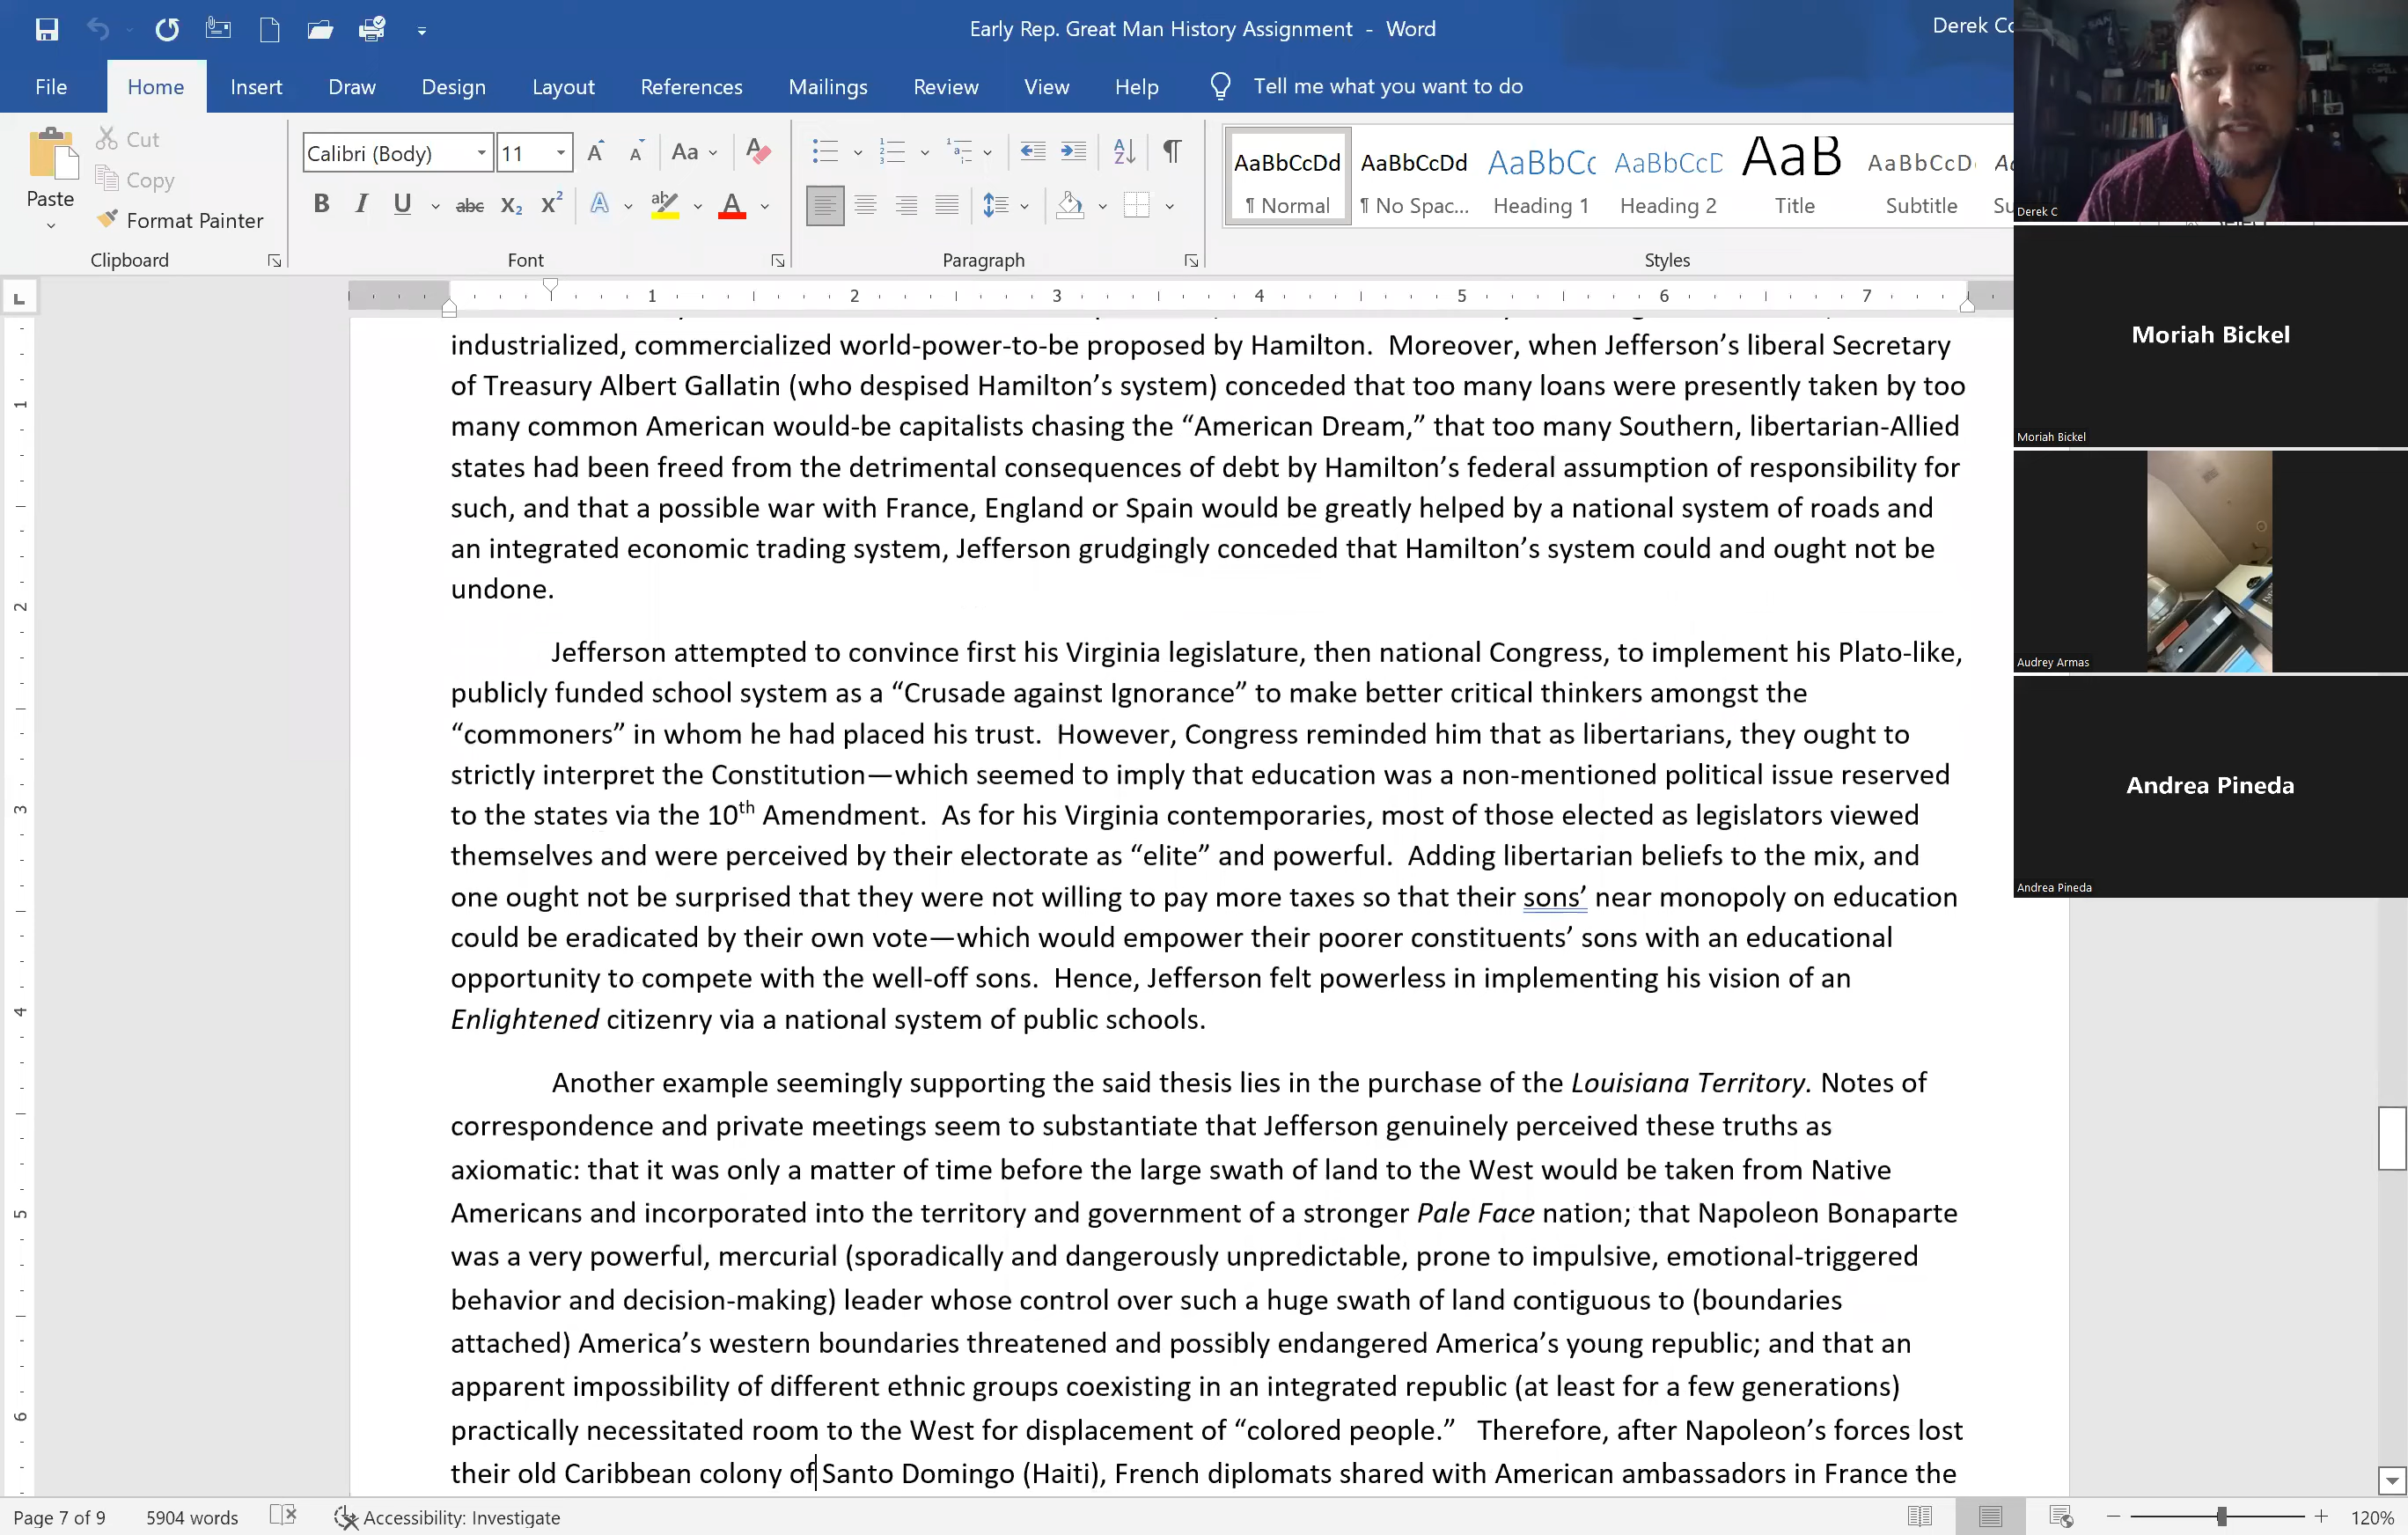 Early Rep. Great Man History Assignment - Word
Derek Co
File Home Insert Draw Design Layout References Mailings Review View Help Tell me what you want to do
Paste
Cut
Copy
Format Painter
Clipboard
Calibri (Body) 11
Font
Paragraph
AaBbCcDd AaBbCcDd AaBbCc AaBbCcD AaB AaBbCcD
¶ Normal ¶ No Spac... Heading 1 Heading 2 Title Subtitle Su
Styles
1 2 3 4 5 6 7
industrialized, commercialized world-power-to-be proposed by Hamilton. Moreover, when Jefferson’s liberal Secretary
of Treasury Albert Gallatin (who despised Hamilton’s system) conceded that too many loans were presently taken by too
many common American would-be capitalists chasing the “American Dream,” that too many Southern, libertarian-Allied
states had been freed from the detrimental consequences of debt by Hamilton’s federal assumption of responsibility for
such, and that a possible war with France, England or Spain would be greatly helped by a national system of roads and
an integrated economic trading system, Jefferson grudgingly conceded that Hamilton’s system could and ought not be
undone.
Jefferson attempted to convince first his Virginia legislature, then national Congress, to implement his Plato-like,
publicly funded school system as a “Crusade against Ignorance” to make better critical thinkers amongst the
“commoners” in whom he had placed his trust. However, Congress reminded him that as libertarians, they ought to
strictly interpret the Constitution—which seemed to imply that education was a non-mentioned political issue reserved
to the states via the 10th Amendment. As for his Virginia contemporaries, most of those elected as legislators viewed
themselves and were perceived by their electorate as “elite” and powerful. Adding libertarian beliefs to the mix, and
one ought not be surprised that they were not willing to pay more taxes so that their sons’ near monopoly on education
could be eradicated by their own vote—which would empower their poorer constituents’ sons with an educational
opportunity to compete with the well-off sons. Hence, Jefferson felt powerless in implementing his vision of an
Enlightened citizenry via a national system of public schools.
Another example seemingly supporting the said thesis lies in the purchase of the Louisiana Territory. Notes of
correspondence and private meetings seem to substantiate that Jefferson genuinely perceived these truths as
axiomatic: that it was only a matter of time before the large swath of land to the West would be taken from Native
Americans and incorporated into the territory and government of a stronger Pale Face nation; that Napoleon Bonaparte
was a very powerful, mercurial (sporadically and dangerously unpredictable, prone to impulsive, emotional-triggered
behavior and decision-making) leader whose control over such a huge swath of land contiguous to (boundaries
attached) America’s western boundaries threatened and possibly endangered America’s young republic; and that an
apparent impossibility of different ethnic groups coexisting in an integrated republic (at least for a few generations)
practically necessitated room to the West for displacement of “colored people.” Therefore, after Napoleon’s forces lost
their old Caribbean colony of Santo Domingo (Haiti), French diplomats shared with American ambassadors in France the
Derek C
Moriah Bickel
Moriah Bickel
Audrey Armas
Andrea Pineda
Andrea Pineda
Page 7 of 9 5904 words Accessibility: Investigate 120%